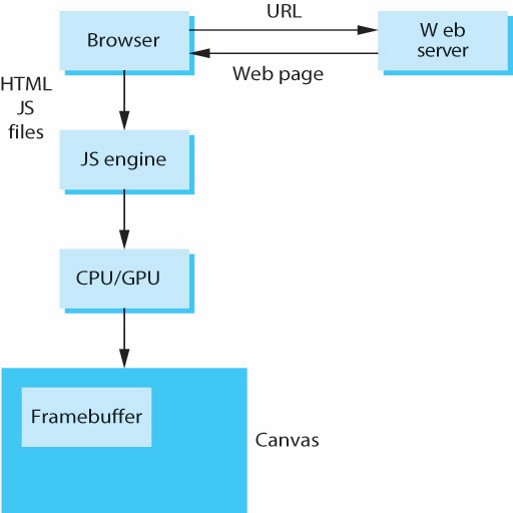 URL
Browser
W eb
server
Web page
HTML
JS
files
JS engine
CPU/GPU
Framebuffer
Canvas